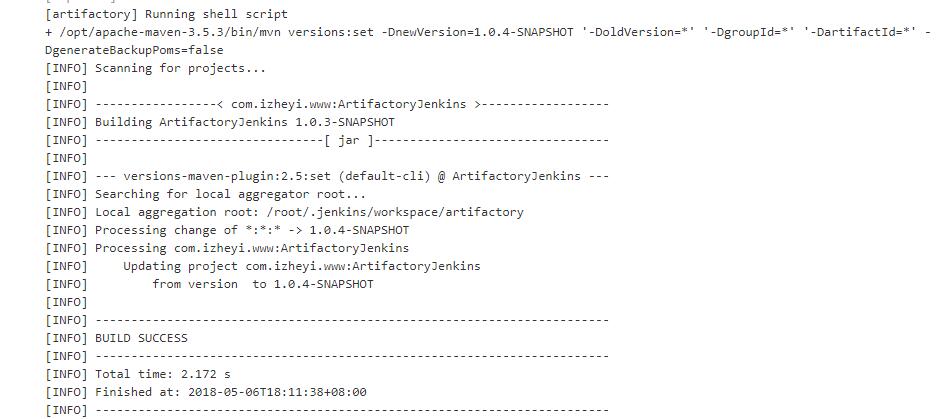 [artifactory] Running shell script
+ /opt/apache-maven-3.5.3/bin/mvn versions:set -DnewVersion=1.0.4-SNAPSHOT '-DoldVersion=*' '-DgroupId=*' '-DartifactId=*' -
DgenerateBackupPoms=false
[INFO] Scanning for projects...
[INFO]
[INFO] -----------------< com.izheyi.www:ArtifactoryJenkins >------------------
[INFO] Building ArtifactoryJenkins 1.0.3-SNAPSHOT
[INFO] --------------------------------[ jar ]---------------------------------
[INFO]
[INFO] --- versions-maven-plugin:2.5:set (default-cli) @ ArtifactoryJenkins ---
[INFO] Searching for local aggregator root...
[INFO] Local aggregation root: /root/.jenkins/workspace/artifactory
[INFO] Processing change of *:*:* -> 1.0.4-SNAPSHOT
[INFO] Processing com.izheyi.www:ArtifactoryJenkins
[INFO]     Updating project com.izheyi.www:ArtifactoryJenkins
[INFO]         from version  to 1.0.4-SNAPSHOT
[INFO]
[INFO] ------------------------------------------------------------------------
[INFO] BUILD SUCCESS
[INFO] ------------------------------------------------------------------------
[INFO] Total time: 2.172 s
[INFO] Finished at: 2018-05-06T18:11:38+08:00
[INFO] ------------------------------------------------------------------------